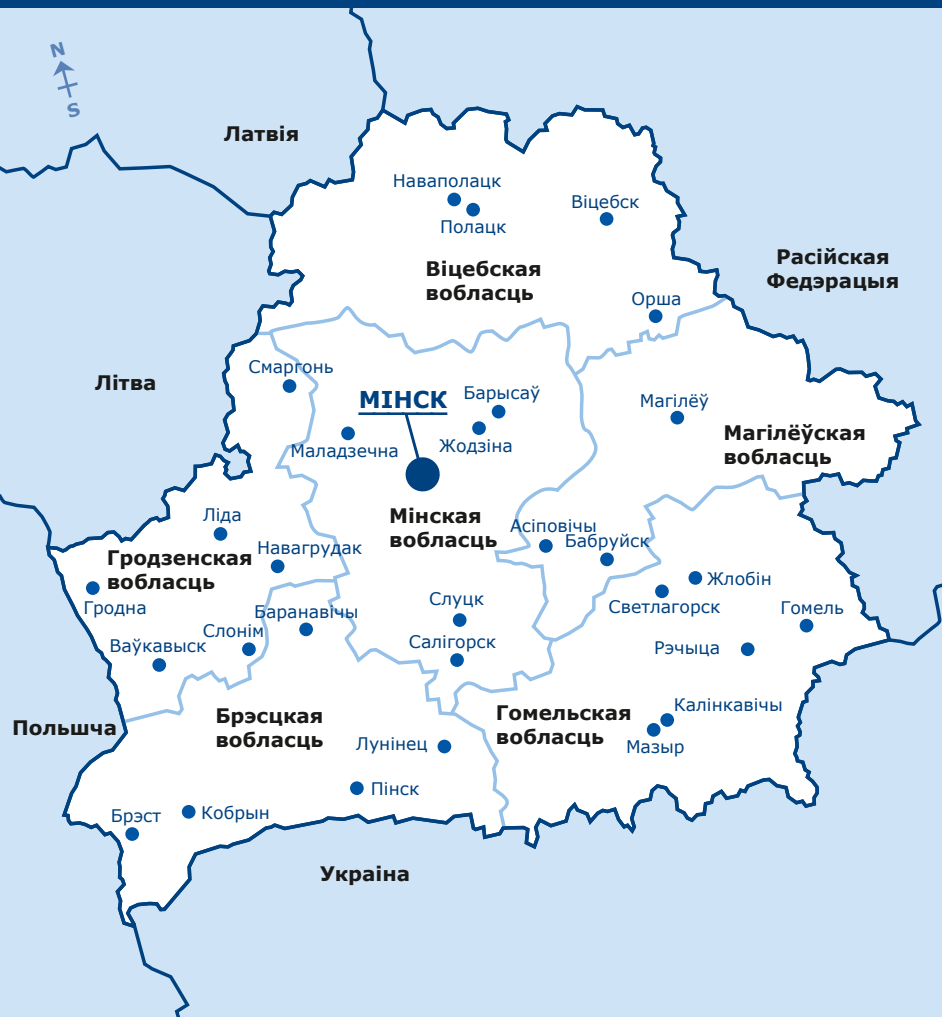 N
S
Латвія
Наваполацк
Полацк
Віцебск
Віцебская
вобласць
Расійская
Федэрацыя
Орша
Смаргонь
Літва
МІНСК
Барысаў
Жодзіна
Маладзечна
Магілёў
Магілёўская
вобласць
Мінская
вобласць
Асіповічы
Бабруйск
Ліда
Навагрудак
Гродзенская
вобласць
Гродна
Жлобін
Светлагорск
Гомель
Баранавічы
Слуцк
Слонім
Ваўкавыск
Салігорск
Рэчыца
Польшча
Брэсцкая
вобласць
Гомельская
вобласць
Калінкавічы
Мазыр
Лунінец
Пінск
Брэст
Кобрын
Украіна